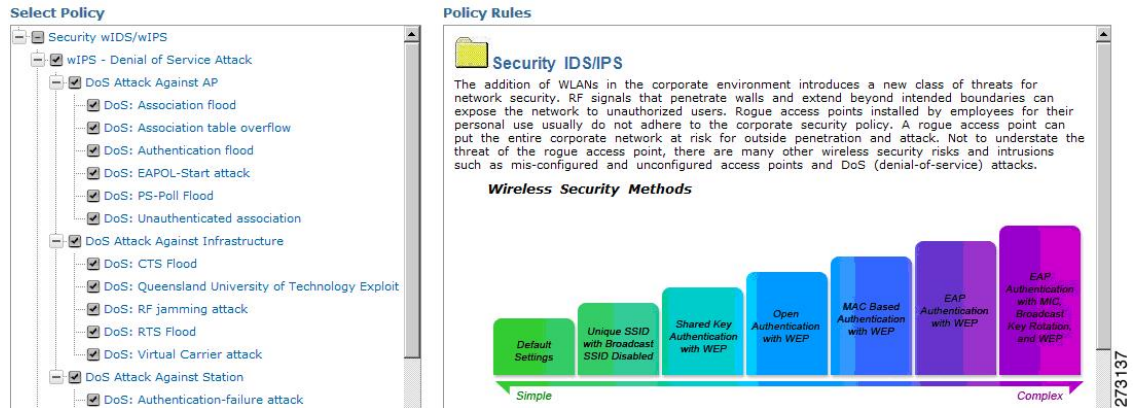 Select Policy
Security wIDS/wIPS
wIPS - Denial of Service Attack
DoS Attack Against AP
DoS: Association flood
DoS: Association table overflow
DoS: Authentication flood
DoS: EAPOL-Start attack
DoS: PS-Poll Flood
DoS: Unauthenticated association
DoS Attack Against Infrastructure
DoS: CTS Flood
DoS: Queensland University of Technology Exploit
DoS: RF jamming attack
DoS: RTS Flood
DoS: Virtual Carrier attack
DoS Attack Against Station
DoS: Authentication-failure attack
Policy Rules
Security IDS/IPS
The addition of WLANs in the corporate environment introduces a new class of threats for
network security. RF signals that penetrate walls and extend beyond intended boundaries can
expose the network to unauthorized users. Rogue access points installed by employees for their
personal use usually do not adhere to the corporate security policy. A rogue access point can
put the entire corporate network at risk for outside penetration and attack. Not to understate the
threat of the rogue access point, there are many other wireless security risks and intrusions
such as mis-configured and unconfigured access points and DoS (denial-of-service) attacks.
Wireless Security Methods
Default
Settings
Unique SSID
with Broadcast
SSID Disabled
Shared Key
Authentication
with WEP
Open
Authentication
with WEP
MAC Based
Authentication
with WEP
EAP
Authentication
with WEP
EAP
Authentication
with MIC,
Broadcast
Key Rotation,
and WEP
Simple
Complex
273137